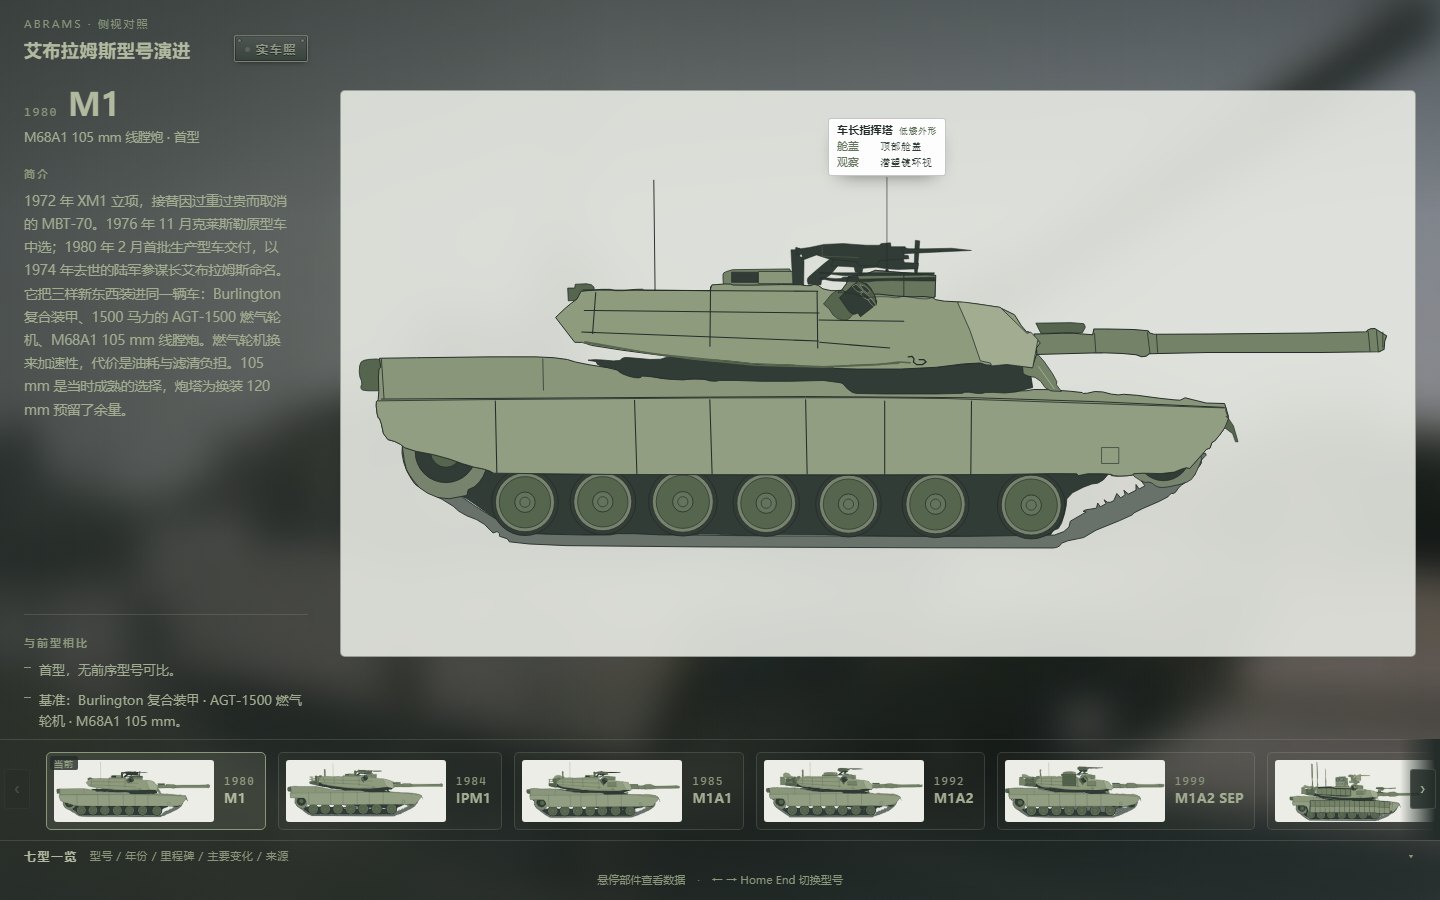 ABRAMS · 侧视对照
艾布拉姆斯型号演进
实车照
1980 M1
M68A1 105 mm 线膛炮 · 首型
简介
1972 年 XM1 立项，接替因过重过贵而取消
的 MBT-70。1976 年 11 月克莱斯勒原型车
中选；1980 年 2 月首批生产型车交付，以
1974 年去世的陆军参谋长艾布拉姆斯命名。
它把三样新东西装进同一辆车：Burlington
复合装甲、1500 马力的 AGT-1500 燃气轮
机、M68A1 105 mm 线膛炮。燃气轮机换
来加速性，代价是油耗与滤清负担。105
mm 是当时成熟的选择，炮塔为换装 120
mm 预留了余量。
车长指挥塔 低矮外形
舱盖 顶部舱盖
观察 潜望镜环视
与前型相比
– 首型，无前序型号可比。
– 基准：Burlington 复合装甲 · AGT-1500 燃气
轮机 · M68A1 105 mm。
当前
1980
M1
1984
IPM1
1985
M1A1
1992
M1A2
1999
M1A2 SEP
七型一览 型号 / 年份 / 里程碑 / 主要变化 / 来源
悬停部件查看数据 · ← → Home End 切换型号